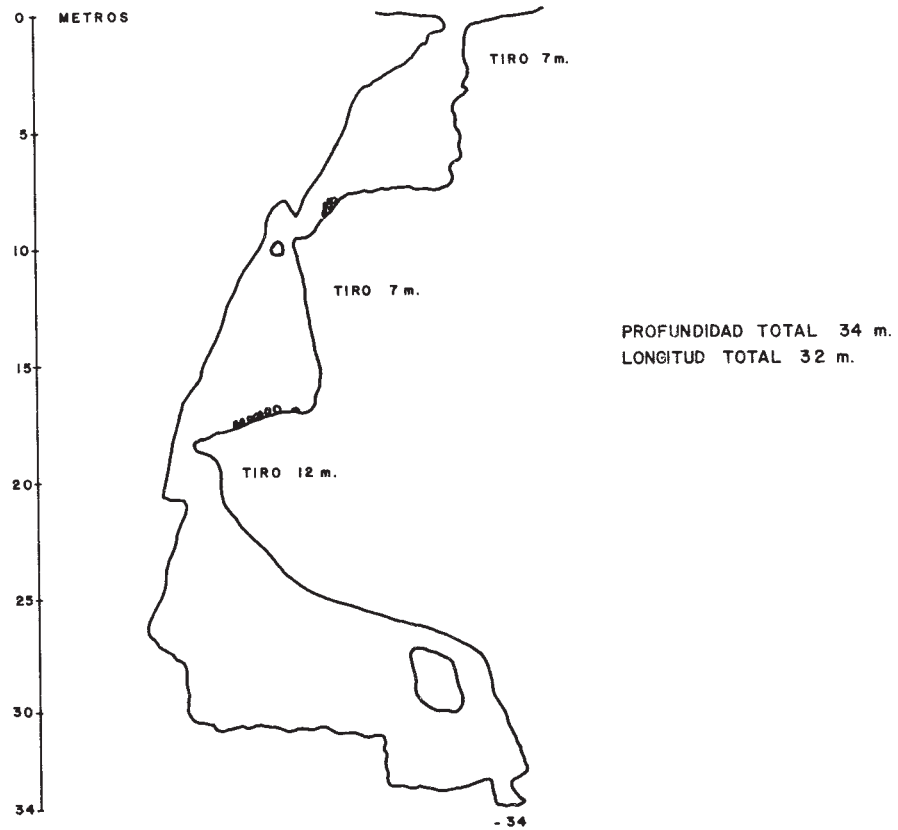 0 METROS
TIRO 7 m.
5
10
TIRO 7 m.
PROFUNDIDAD TOTAL 34 m.
LONGITUD TOTAL 32 m.
15
TIRO 12 m.
20
25
30
34
- 34